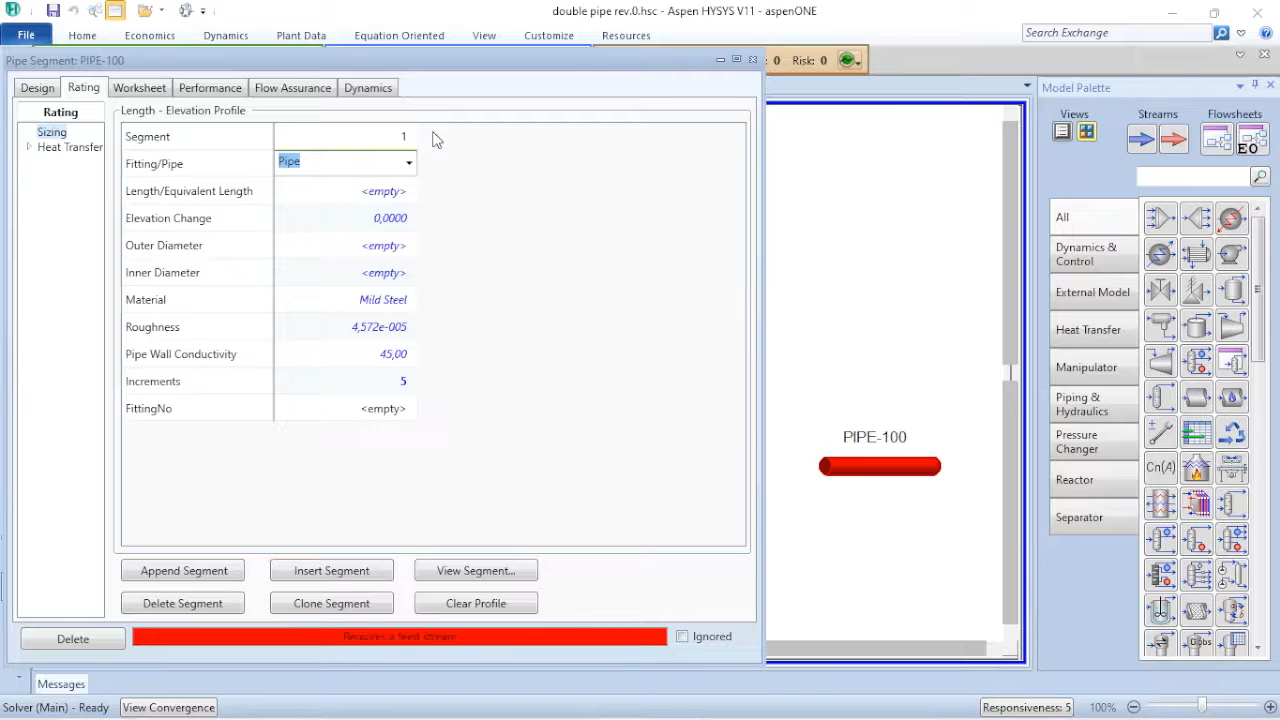 double pipe rev.0.hsc - Aspen HYSYS V11 - aspenONE
File Home Economics Dynamics Plant Data Equation Oriented View Customize Resources Search Exchange
Pipe Segment: PIPE-100
0 Risk: 0
Design Rating Worksheet Performance Flow Assurance Dynamics
Model Palette
Rating
Sizing
Heat Transfer
Length - Elevation Profile
Segment 1
Fitting/Pipe Pipe
Length/Equivalent Length <empty>
Elevation Change 0,0000
Outer Diameter <empty>
Inner Diameter <empty>
Material Mild Steel
Roughness 4,572e-005
Pipe Wall Conductivity 45,00
Increments 5
FittingNo <empty>
Append Segment Insert Segment View Segment...
Delete Segment Clone Segment Clear Profile
Delete Requires a feed stream Ignored
PIPE-100
Views Streams Flowsheets
EO
All
Dynamics &
Control
External Model
Heat Transfer
Manipulator
Piping &
Hydraulics
Pressure
Changer
Reactor
Separator
Cn(A)
Gbbs
Messages
Solver (Main) - Ready View Convergence Responsiveness: 5 100%